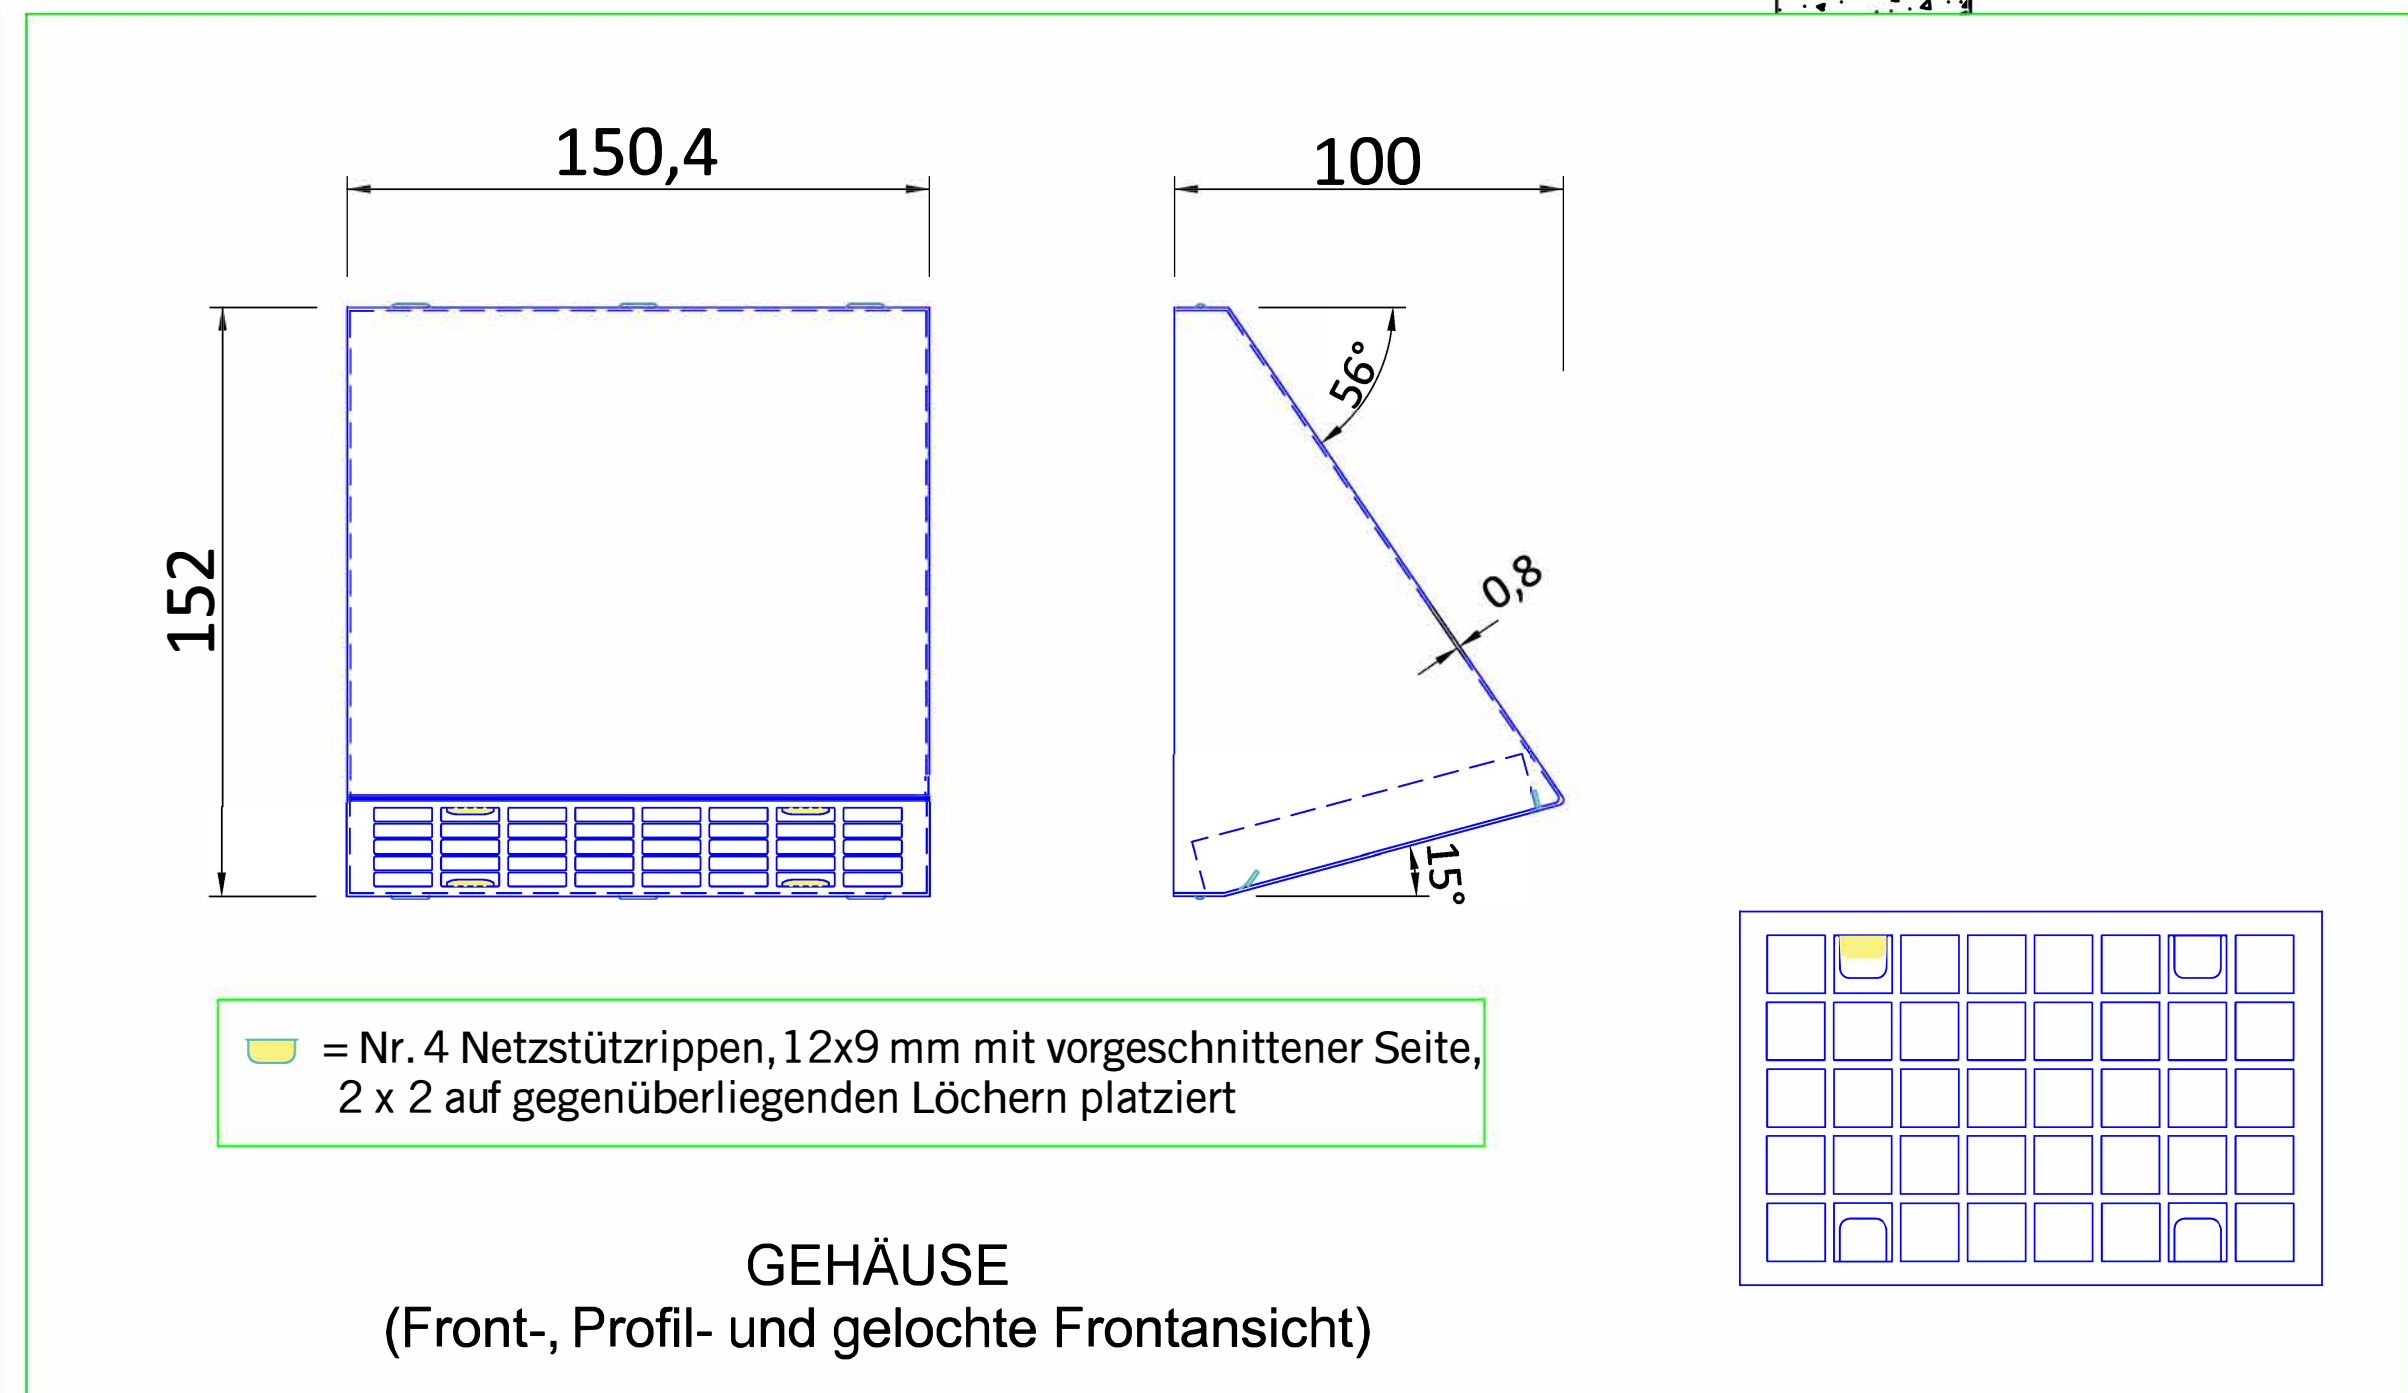 150,4
100
56°
152
0,8
15°
= Nr. 4 Netzstützrippen, 12x9 mm mit vorgeschnittener Seite,
2 x 2 auf gegenüberliegenden Löchern platziert
GEHÄUSE
(Front-, Profil- und gelochte Frontansicht)